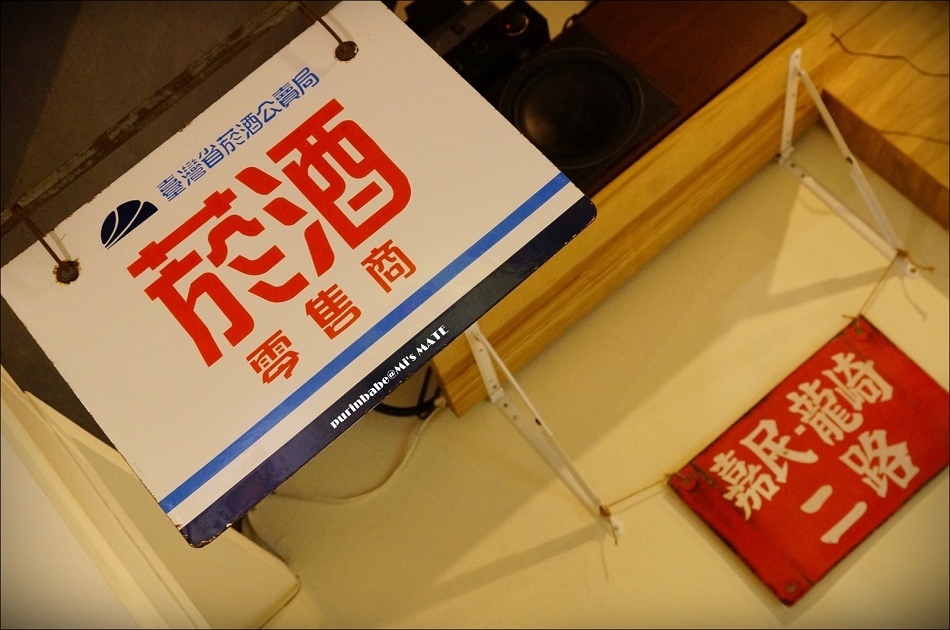 臺灣省菸酒公賣局
菸酒
零售商
purinbabe@Mi's MATE
嘉民·龍崎
二路